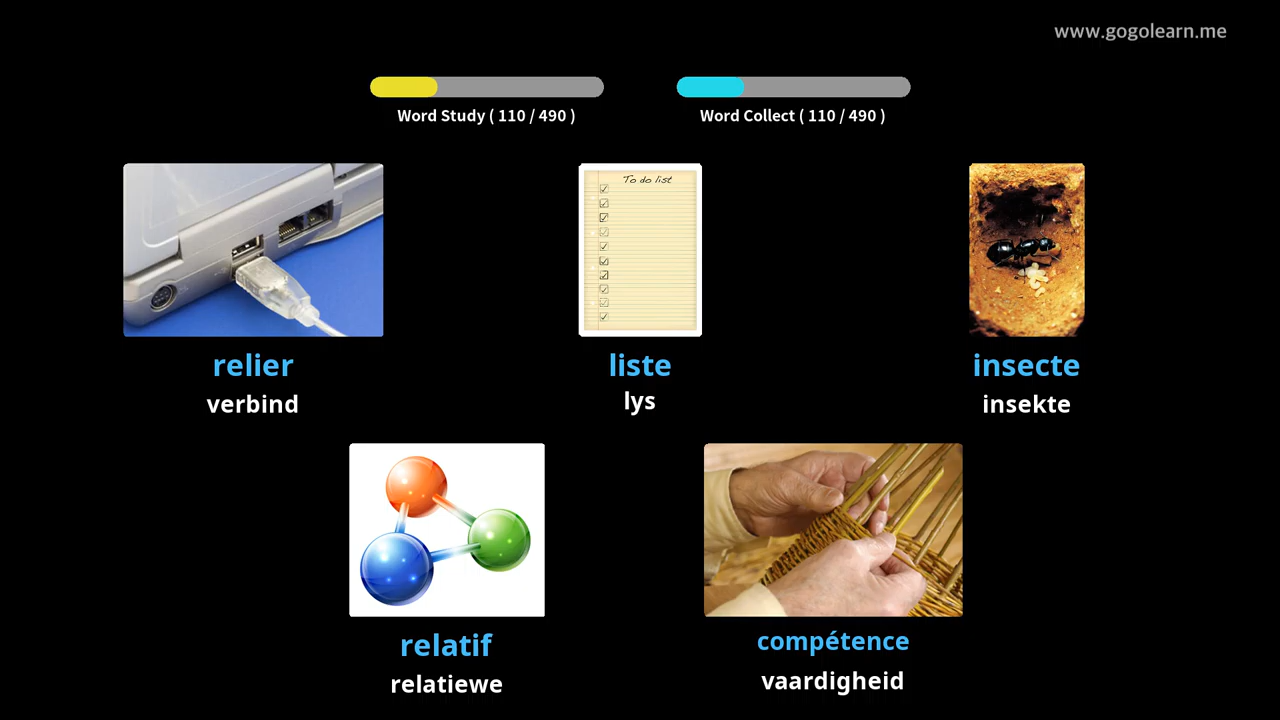 www.gogolearn.me
Word Study ( 110 / 490 )
Word Collect ( 110 / 490 )
To do list
relier
verbind
liste
lys
insecte
insekte
relatif
relatiewe
compétence
vaardigheid